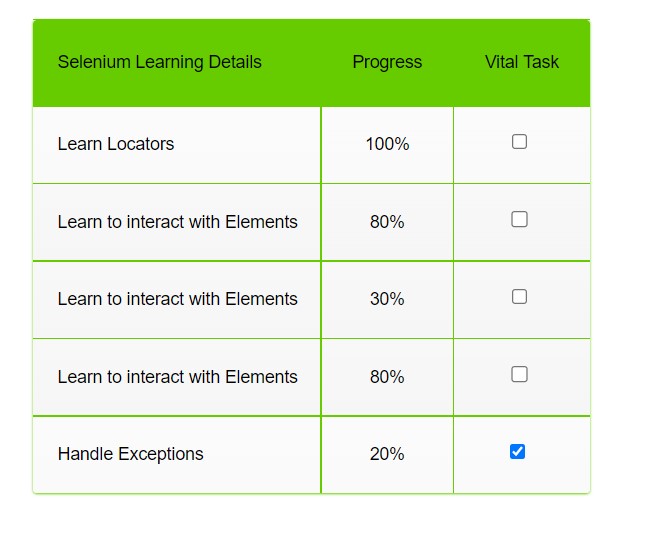 Selenium Learning Details Progress Vital Task
Learn Locators 100%
Learn to interact with Elements 80%
Learn to interact with Elements 30%
Learn to interact with Elements 80%
Handle Exceptions 20%